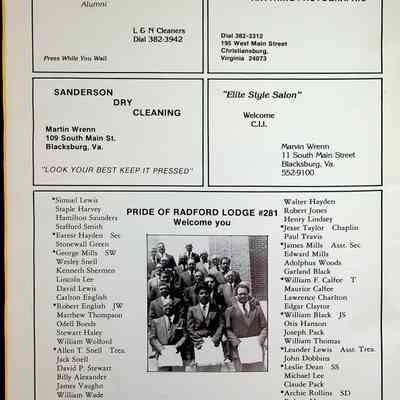 Alumni
L & N Cleaners
Dial 382-3942
Press While You Wait
Dial 382-3312
195 West Main Street
Christiansburg,
Virginia 24073
SANDERSON
DRY
CLEANING
Martin Wrenn
109 South Main St.
Blacksburg, Va.
"LOOK YOUR BEST KEEP IT PRESSED"
"Elite Style Salon"
Welcome
C.I.I.
Marvin Wrenn
11 South Main Street
Blacksburg, Va.
552-9100
PRIDE OF RADFORD LODGE #281
Welcome you
*Simuel Lewis
Staple Harvey
Hamilton Saunders
Stafford Smith
*Earest Hayden Sec
Stonewall Green
*George Mills SW
Wesley Snell
Kenneth Shermen
Lincoln Lee
David Lewis
Carlton English
*Robert English JW
Matthew Thompson
Odell Bonds
Stewart Haley
William Wolford
*Allen T. Snell Trea.
Jack Snell
David P. Stewart
Billy Alexander
James Vaughn
William Wade
Walter Hayden
Robert Jones
Henry Lindsey
*Jesse Taylor Chaplin
Paul Travis
*James Mills Asst. Sec
Edward Mills
Adolphus Woods
Garland Black
*William F. Calfee T
Maurice Calfee
Lawrence Charlton
Edgar Claytor
*William Black JS
Otis Hanson
Joseph Pack
William Thomas
*Leander Lewis Asst. Trea.
John Dobbins
*Leslie Dean SS
Michael Lee
Claude Pack
*Archie Rollins SD